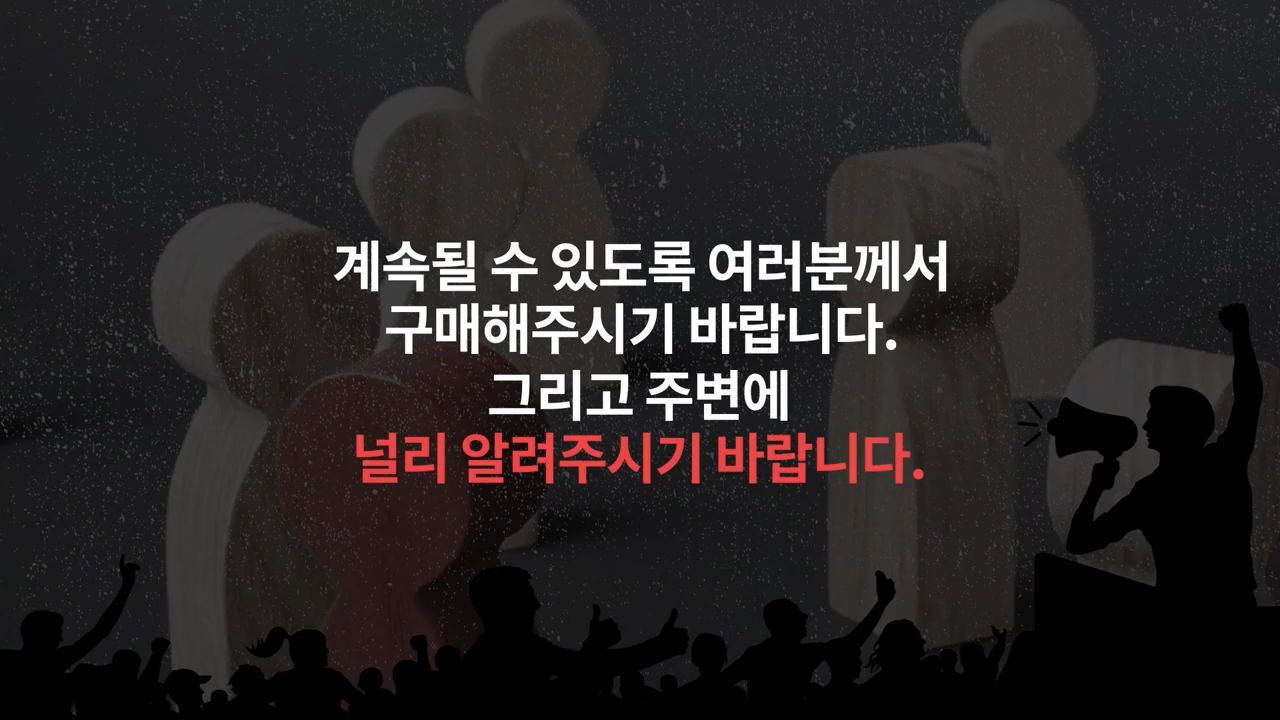 계속될 수 있도록 여러분께서
구매해주시기 바랍니다.
그리고 주변에
널리 알려주시기 바랍니다.